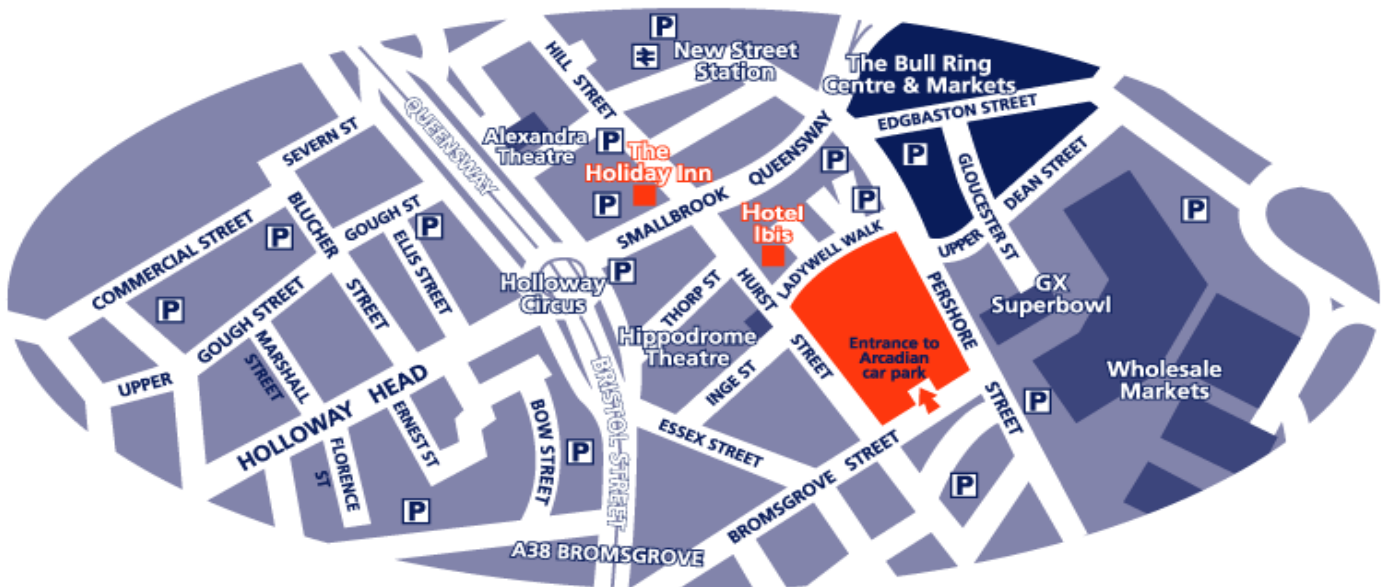 P
New Street
Station
The Bull Ring
Centre & Markets
HILL STREET
QUEENSWAY
EDGBASTON STREET
SEVERN ST
Alexandra
Theatre
P
The
Holiday Inn
QUEENSWAY
P
P
GLOUCESTER ST
DEAN STREET
UPPER
BLUCHER
STREET
GOUGH ST
P
P
P
SMALLBROOK
Hotel
Ibis
P
P
COMMERCIAL STREET
P
ELLIS STREET
LADYWELL WALK
Holloway
Circus
P
THORP ST
HURST
STREET
PERSHORE
STREET
GX
Superbowl
P
GOUGH STREET
UPPER
MARSHALL
STREET
Hippodrome
Theatre
Entrance to
Arcadian
car park
Wholesale
Markets
INGE ST
BRISTOL STREET
HOLLOWAY HEAD
ERNEST ST
BOW STREET
P
ESSEX STREET
P
FLORENCE
ST
BROMSGROVE STREET
P
P
A38 BROMSGROVE